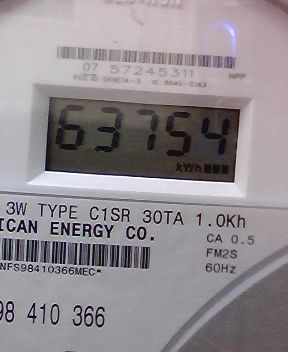 07 57245311
63754
kWh
3W TYPE C1SR 30TA 1.0Kh
ICAN ENERGY CO.
CA 0.5
FM2S
60Hz
NFS98410366MEC*
98 410 366